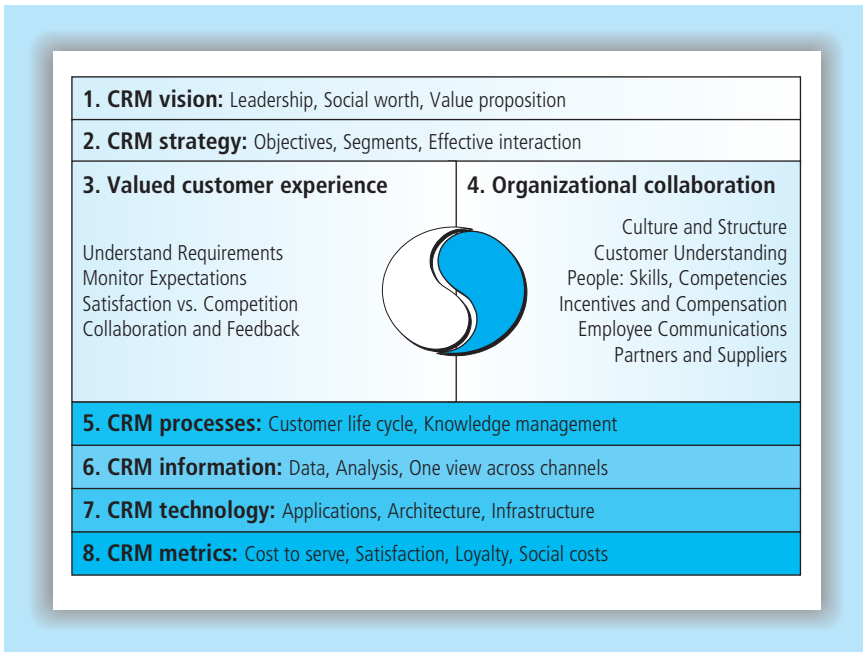 1. CRM vision: Leadership, Social worth, Value proposition
2. CRM strategy: Objectives, Segments, Effective interaction
3. Valued customer experience
Understand Requirements
Monitor Expectations
Satisfaction vs. Competition
Collaboration and Feedback
4. Organizational collaboration
Culture and Structure
Customer Understanding
People: Skills, Competencies
Incentives and Compensation
Employee Communications
Partners and Suppliers
5. CRM processes: Customer life cycle, Knowledge management
6. CRM information: Data, Analysis, One view across channels
7. CRM technology: Applications, Architecture, Infrastructure
8. CRM metrics: Cost to serve, Satisfaction, Loyalty, Social costs